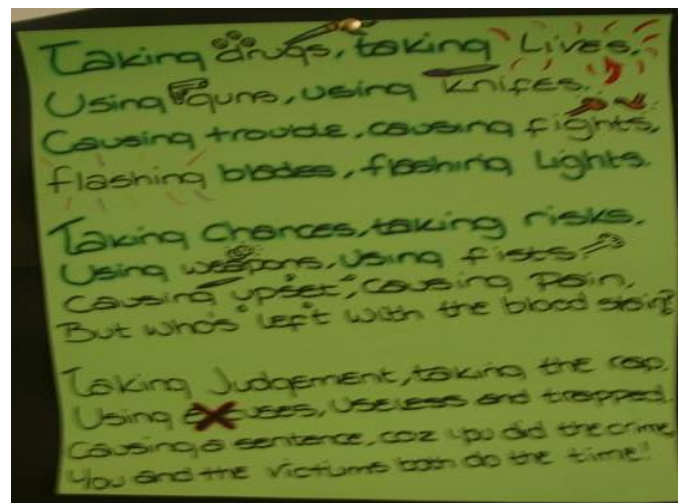 Taking drugs, taking Lives,
Using guns, using knifes.
Causing trouble, causing fights,
flashing blades, flashing Lights.
Taking Chances, taking risks,
Using weapons, using fists.
Causing upset, causing Pain,
But who's Left with the blood stain?
Taking Judgement, taking the rap,
Using excuses, useless and trapped.
Causing a sentence, coz you did the crime
You and the victums both do the time!